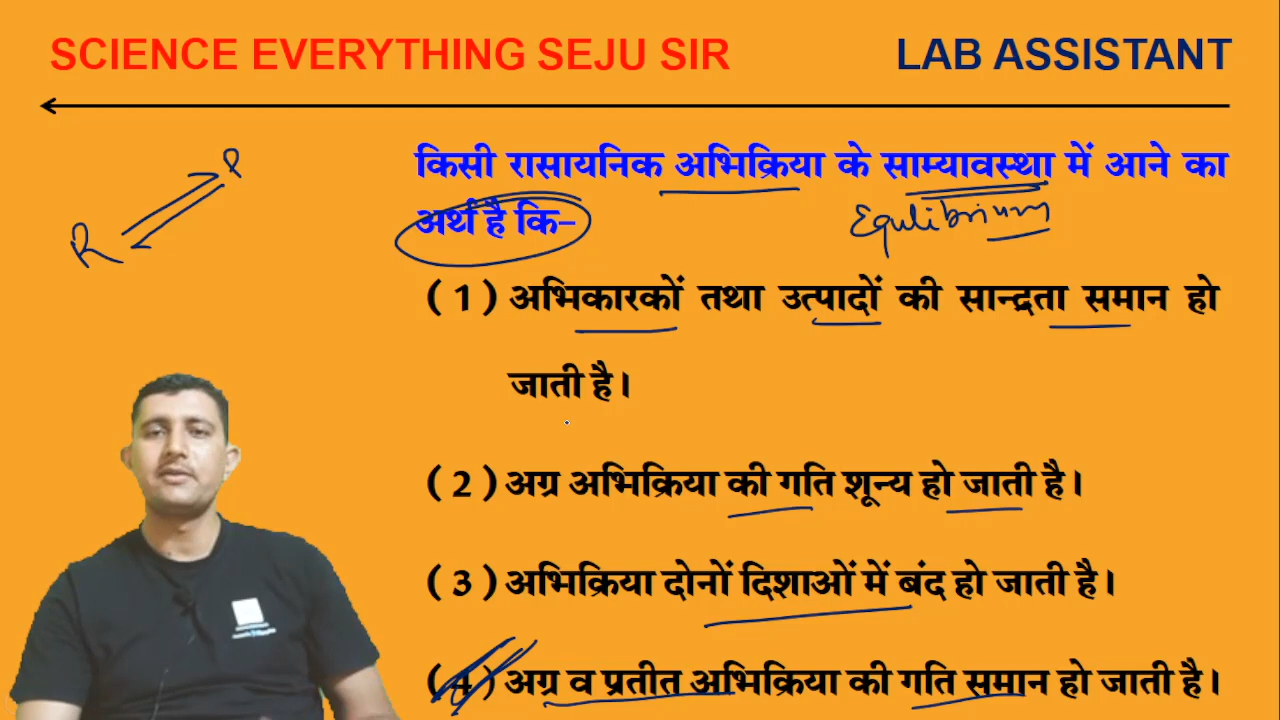 SCIENCE EVERYTHING SEJU SIR LAB ASSISTANT
R P
किसी रासायनिक अभिक्रिया के साम्यावस्था में आने का
अर्थ है कि–
Equlibrium
(1) अभिकारकों तथा उत्पादों की सान्द्रता समान हो
जाती है।
(2) अग्र अभिक्रिया की गति शून्य हो जाती है।
(3) अभिक्रिया दोनों दिशाओं में बंद हो जाती है।
(4) अग्र व प्रतीत अभिक्रिया की गति समान हो जाती है।